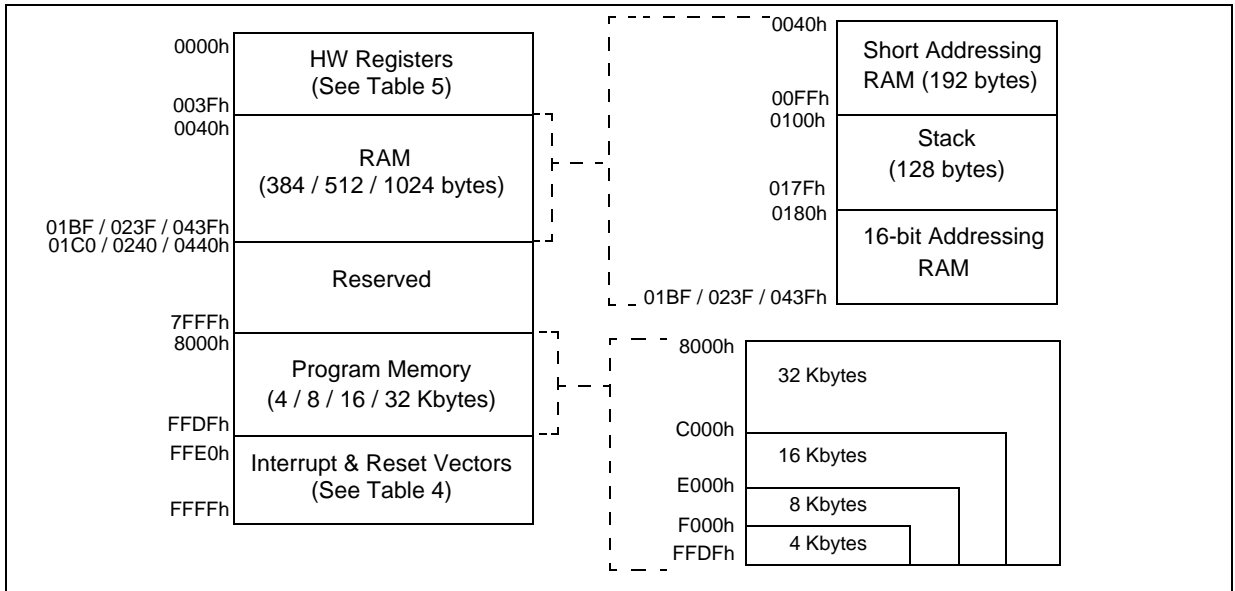 0000h
HW Registers
(See Table 5)
003Fh
0040h
RAM
(384 / 512 / 1024 bytes)
01BF / 023F / 043Fh
01C0 / 0240 / 0440h
Reserved
7FFFh
8000h
Program Memory
(4 / 8 / 16 / 32 Kbytes)
FFDFh
FFE0h
Interrupt & Reset Vectors
(See Table 4)
FFFFh
0040h
Short Addressing
RAM (192 bytes)
00FFh
0100h
Stack
(128 bytes)
017Fh
0180h
16-bit Addressing
RAM
01BF / 023F / 043Fh
8000h
32 Kbytes
C000h
16 Kbytes
E000h
8 Kbytes
F000h
4 Kbytes
FFDFh